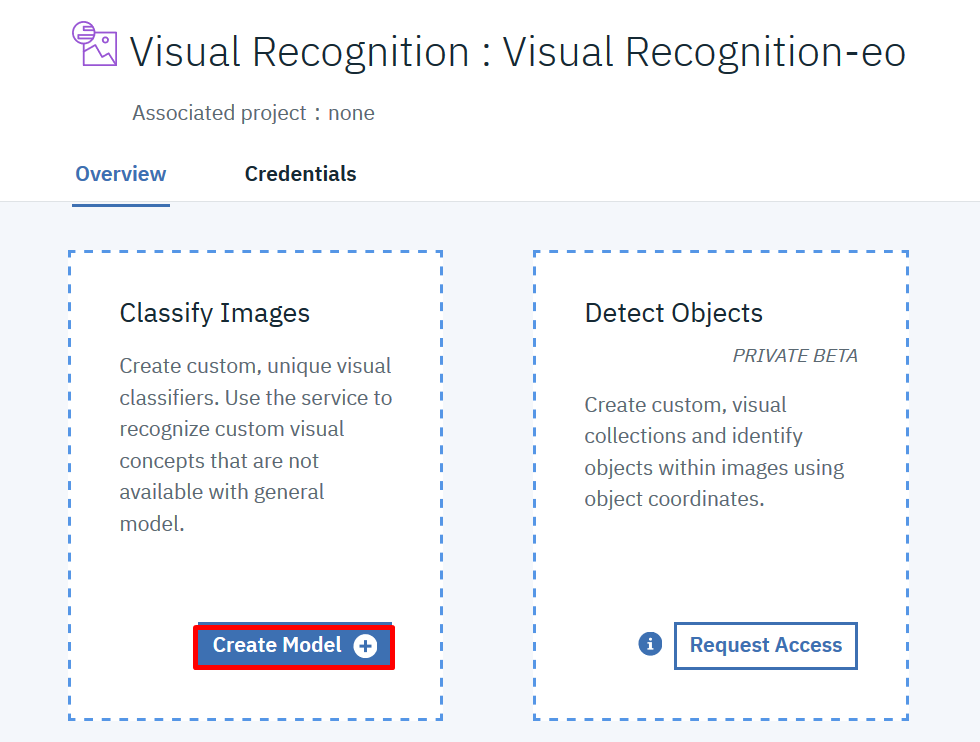 Visual Recognition : Visual Recognition-eo
Associated project : none
Overview
Credentials
Classify Images
Create custom, unique visual
classifiers. Use the service to
recognize custom visual
concepts that are not
available with general
model.
Create Model
Detect Objects
PRIVATE BETA
Create custom, visual
collections and identify
objects within images using
object coordinates.
Request Access